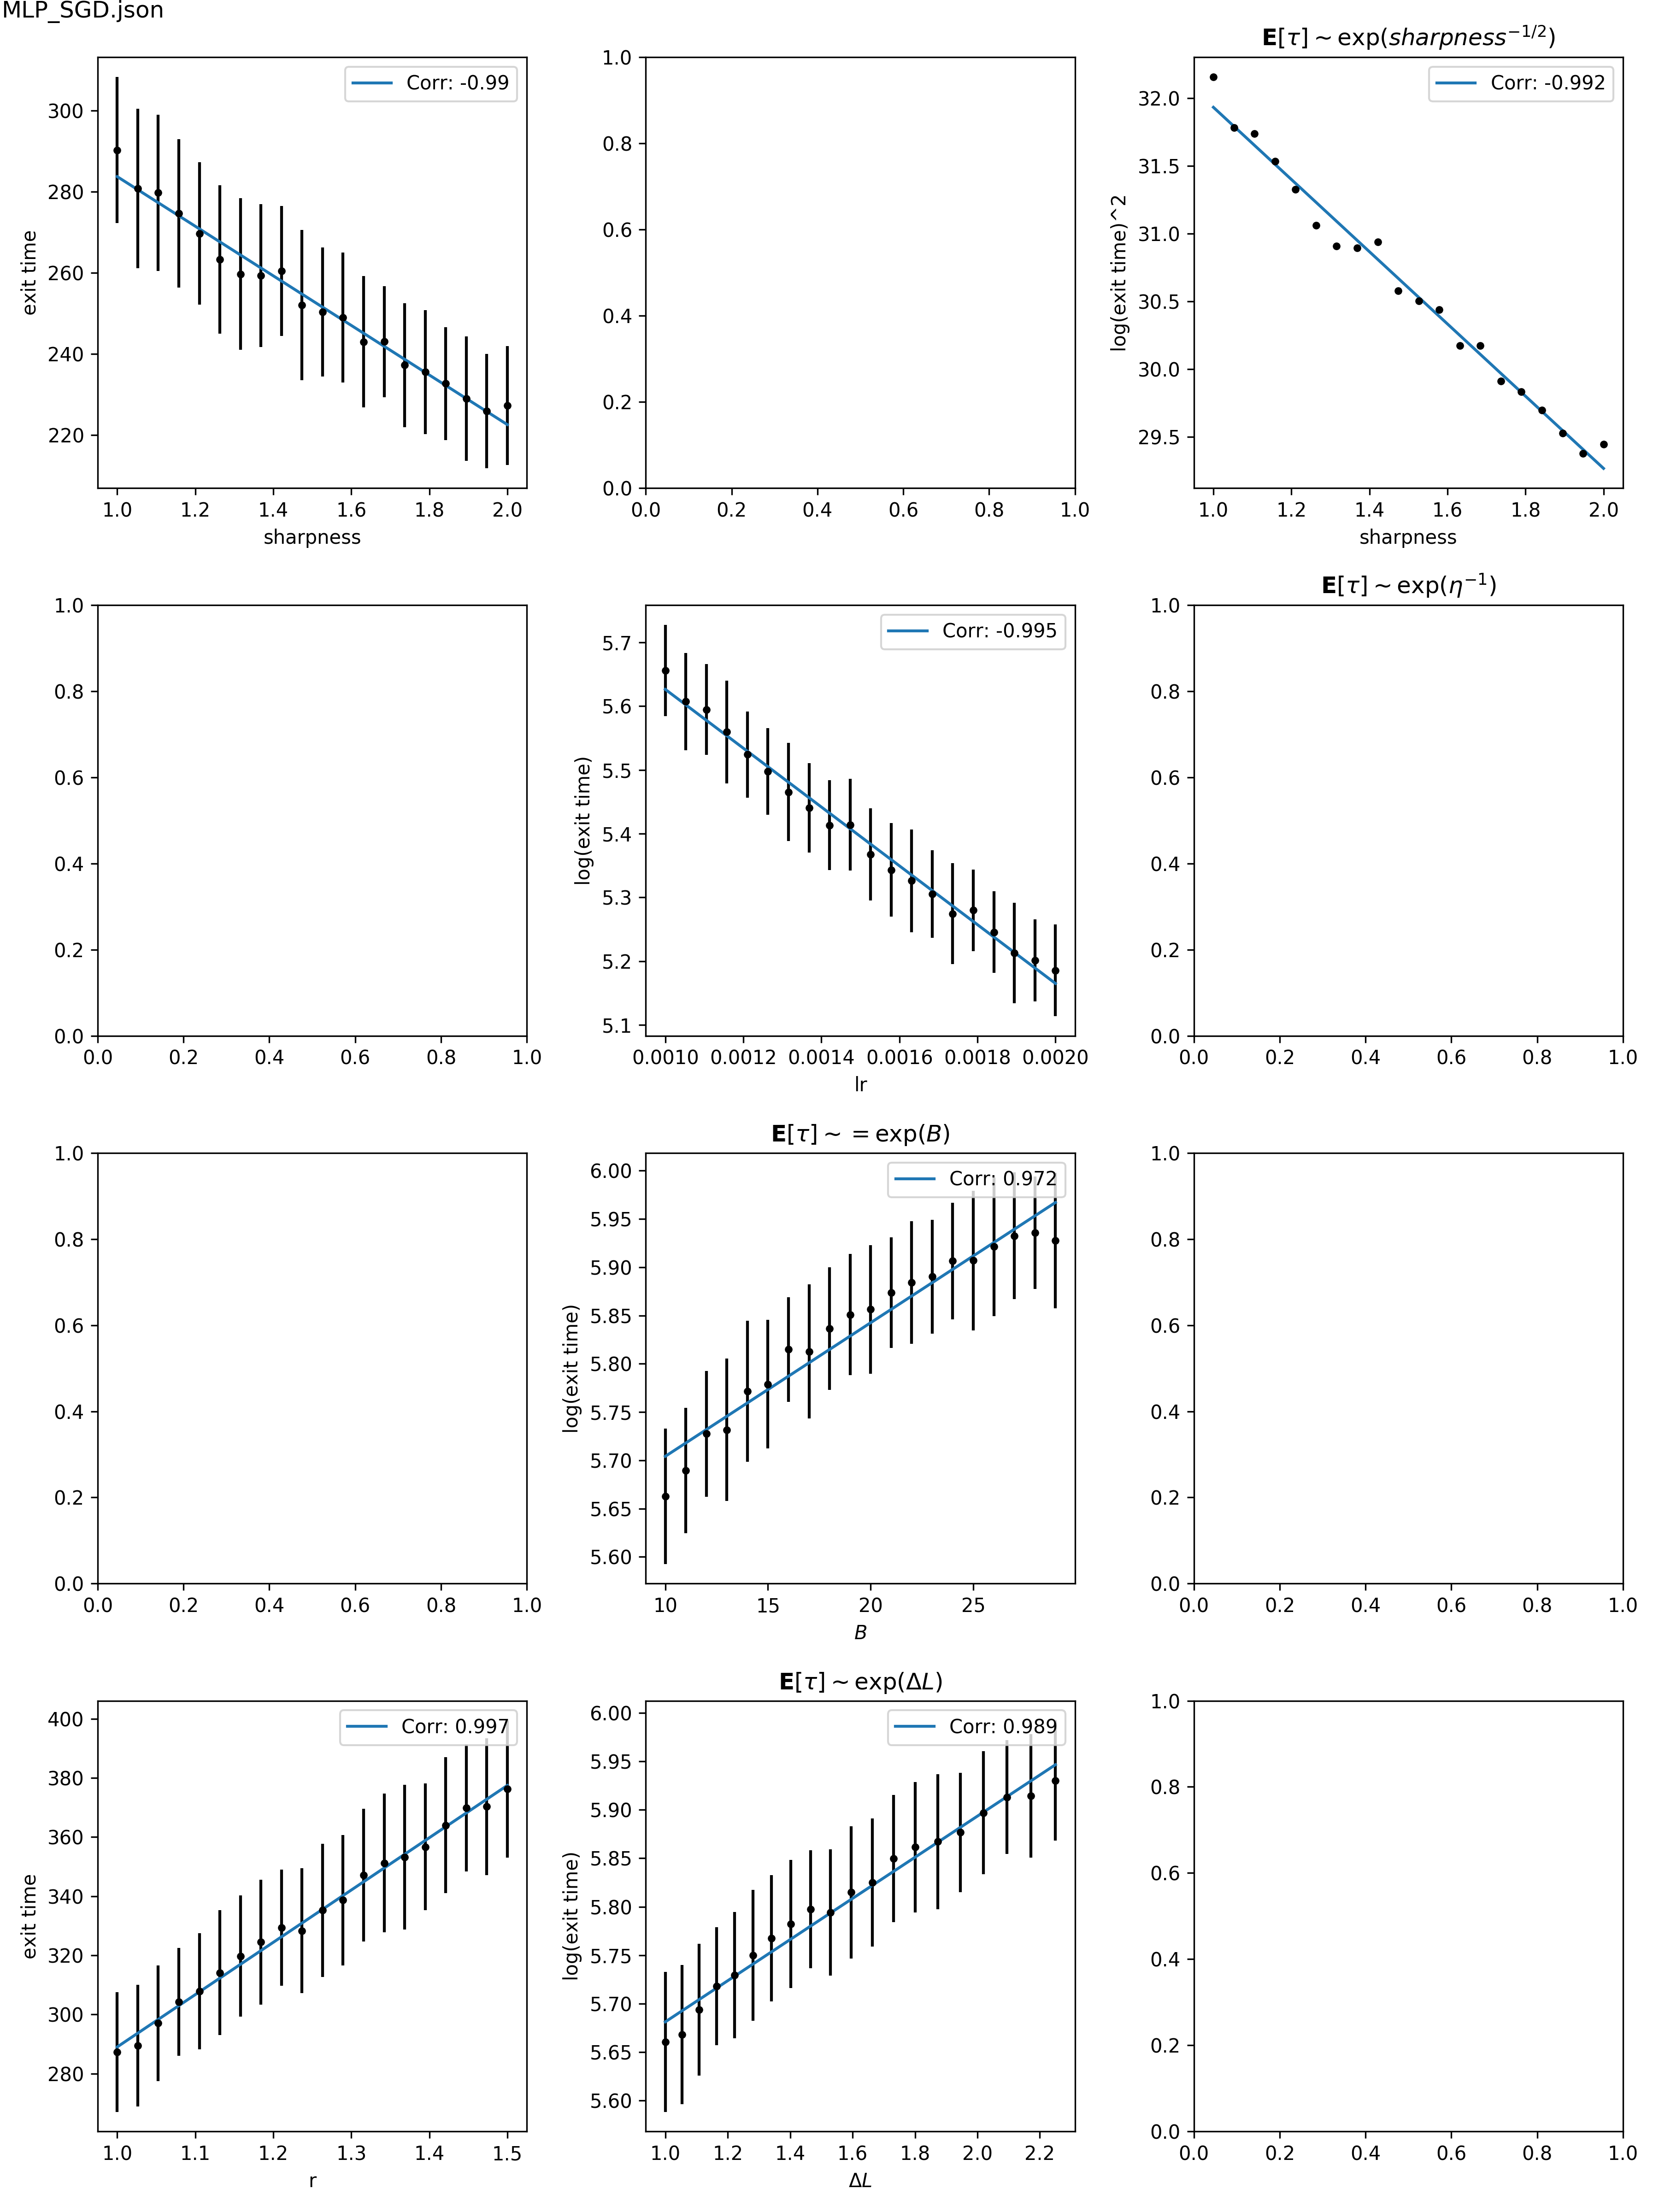 MLP_SGD.json
Corr: -0.99
300
280
260
240
220
exit time
1.0 1.2 1.4 1.6 1.8 2.0
sharpness
1.0
0.8
0.6
0.4
0.2
0.0
0.0 0.2 0.4 0.6 0.8 1.0
E[τ] ~ exp(sharpness^{-1/2})
Corr: -0.992
32.0
31.5
31.0
30.5
30.0
29.5
log(exit time)^2
1.0 1.2 1.4 1.6 1.8 2.0
sharpness
1.0
0.8
0.6
0.4
0.2
0.0
0.0 0.2 0.4 0.6 0.8 1.0
Corr: -0.995
5.7
5.6
5.5
5.4
5.3
5.2
5.1
log(exit time)
0.0010 0.0012 0.0014 0.0016 0.0018 0.0020
lr
E[τ] ~ exp(η^{-1})
1.0
0.8
0.6
0.4
0.2
0.0
0.0 0.2 0.4 0.6 0.8 1.0
1.0
0.8
0.6
0.4
0.2
0.0
0.0 0.2 0.4 0.6 0.8 1.0
E[τ] ~ = exp(B)
Corr: 0.972
6.00
5.95
5.90
5.85
5.80
5.75
5.70
5.65
5.60
log(exit time)
10 15 20 25
B
1.0
0.8
0.6
0.4
0.2
0.0
0.0 0.2 0.4 0.6 0.8 1.0
Corr: 0.997
400
380
360
340
320
300
280
exit time
1.0 1.1 1.2 1.3 1.4 1.5
r
E[τ] ~ exp(ΔL)
Corr: 0.989
6.00
5.95
5.90
5.85
5.80
5.75
5.70
5.65
5.60
log(exit time)
1.0 1.2 1.4 1.6 1.8 2.0 2.2
ΔL
1.0
0.8
0.6
0.4
0.2
0.0
0.0 0.2 0.4 0.6 0.8 1.0